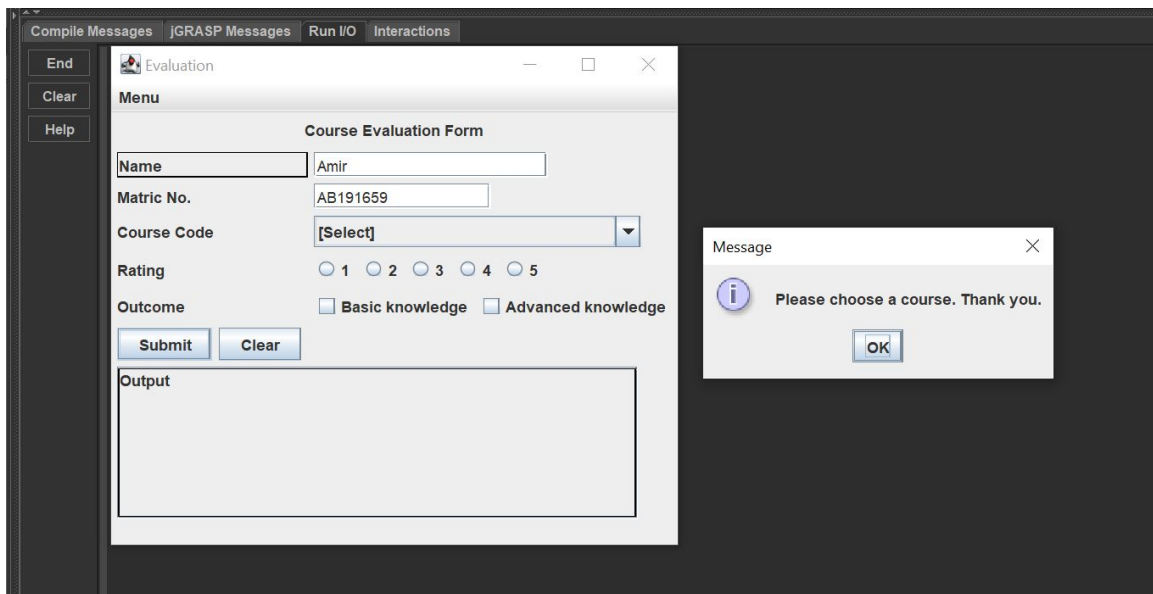 Compile Messages jGRASP Messages Run I/O Interactions
End
Clear
Help
Evaluation
Menu
Course Evaluation Form
Name Amir
Matric No. AB191659
Course Code [Select]
Rating 1 2 3 4 5
Outcome Basic knowledge Advanced knowledge
Submit Clear
Output
Message
Please choose a course. Thank you.
OK